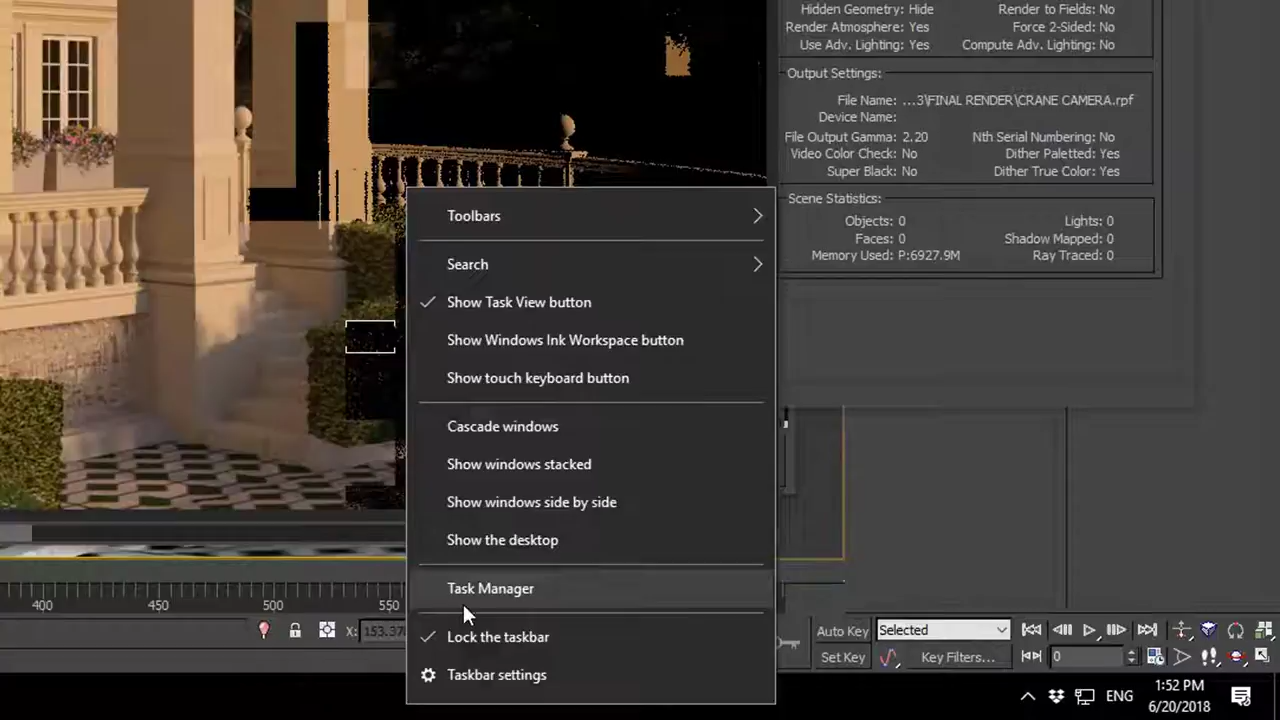 Hidden Geometry: Hide
Render to Fields: No
Render Atmosphere: Yes
Force 2-Sided: No
Use Adv. Lighting: Yes
Compute Adv. Lighting: No
Output Settings:
File Name: ...3\FINAL RENDER\CRANE CAMERA.rpf
Device Name:
File Output Gamma: 2.20
Nth Serial Numbering: No
Video Color Check: No
Dither Paletted: Yes
Super Black: No
Dither True Color: Yes
Scene Statistics:
Objects: 0
Lights: 0
Faces: 0
Shadow Mapped: 0
Memory Used: P:6927.9M
Ray Traced: 0
Toolbars
Search
Show Task View button
Show Windows Ink Workspace button
Show touch keyboard button
Cascade windows
Show windows stacked
Show windows side by side
Show the desktop
Task Manager
Lock the taskbar
Taskbar settings
400
450
500
550
X:
Auto Key
Selected
Set Key
Key Filters...
0
ENG
1:52 PM
6/20/2018